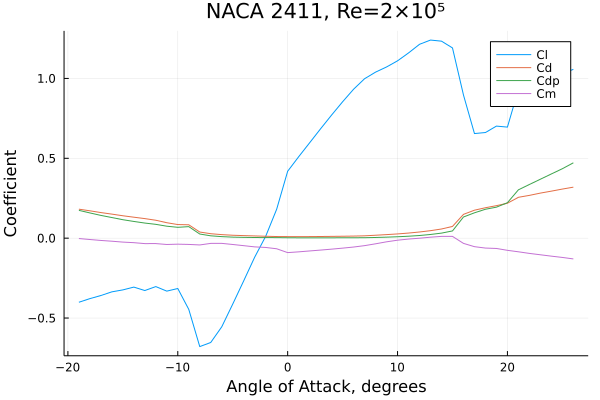 NACA 2411, Re=2×10⁵
Cl
Cd
Cdp
Cm
Coefficient
1.0
0.5
0.0
−0.5
−20
−10
0
10
20
Angle of Attack, degrees